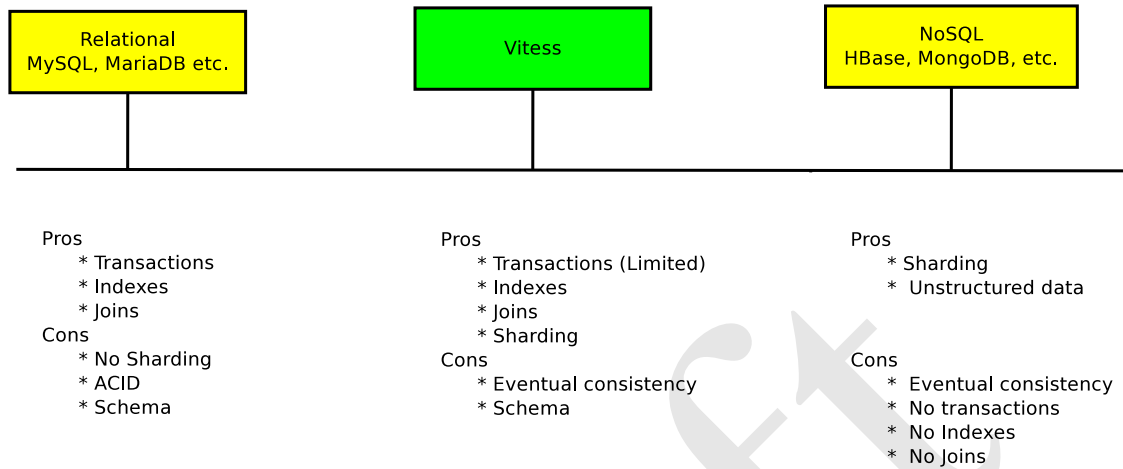 Relational
MySQL, MariaDB etc.
Vitess
NoSQL
HBase, MongoDB, etc.
Pros
* Transactions
* Indexes
* Joins
Cons
* No Sharding
* ACID
* Schema
Pros
* Transactions (Limited)
* Indexes
* Joins
* Sharding
Cons
* Eventual consistency
* Schema
Pros
* Sharding
* Unstructured data
Cons
* Eventual consistency
* No transactions
* No Indexes
* No Joins